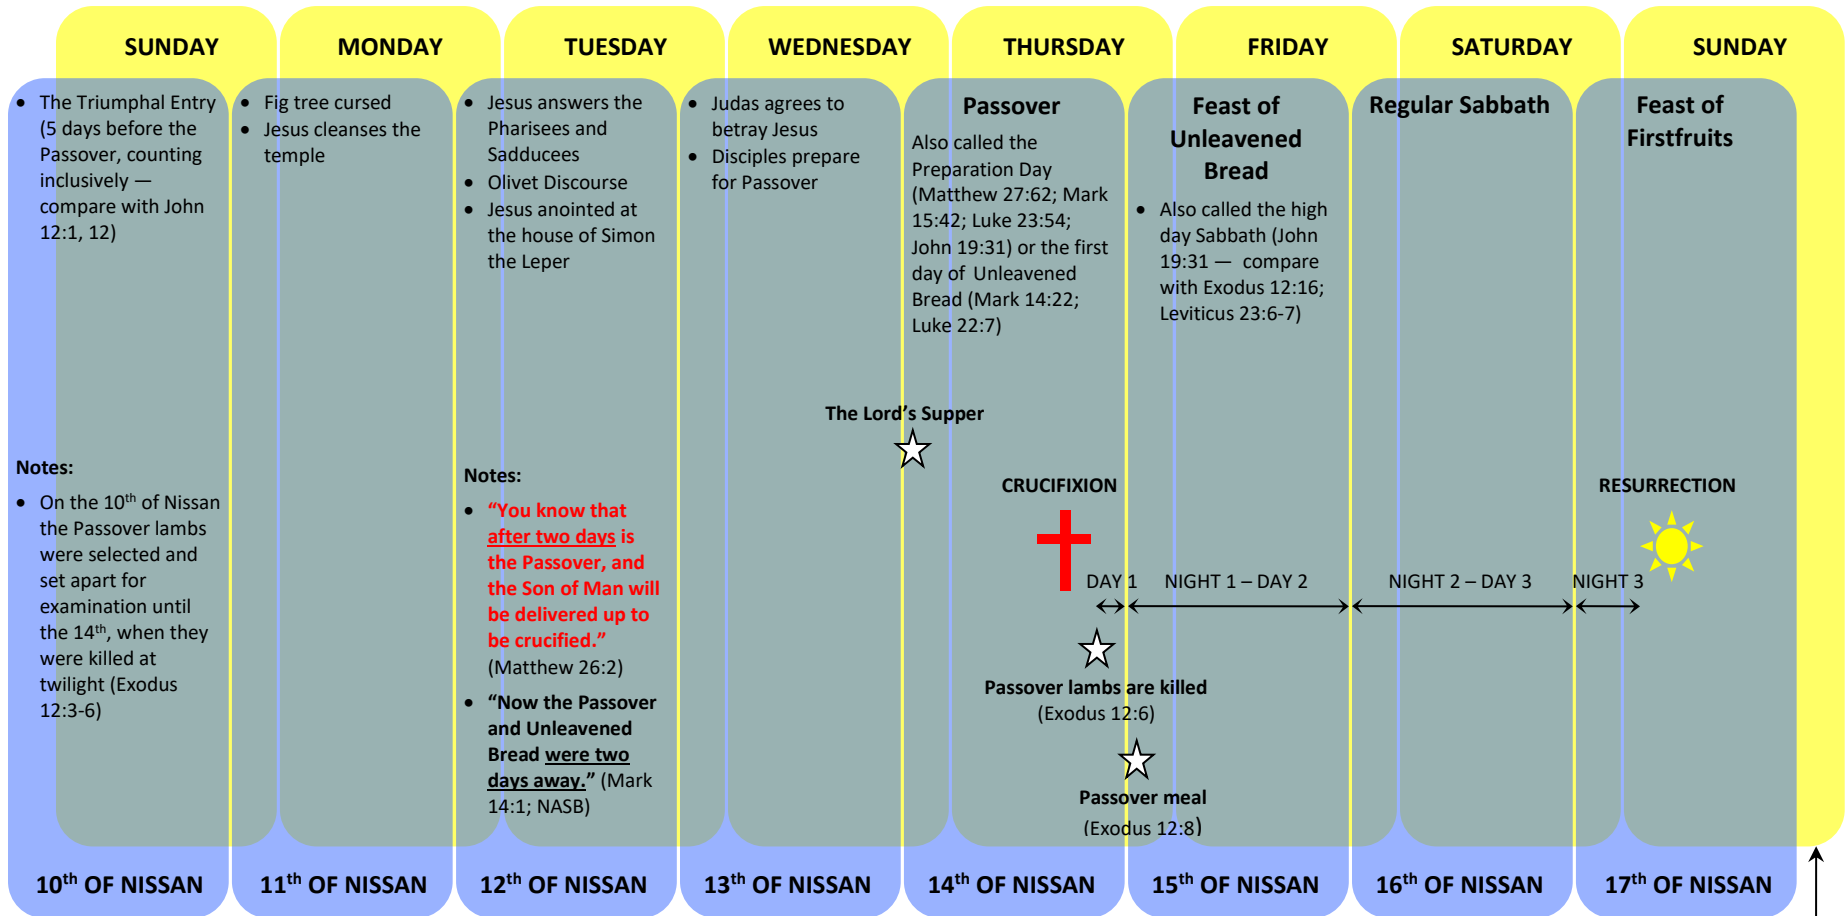 SUNDAY
MONDAY
TUESDAY
WEDNESDAY
THURSDAY
FRIDAY
SATURDAY
SUNDAY
• The Triumphal Entry
(5 days before the
Passover, counting
inclusively —
compare with John
12:1, 12)
Notes:
• On the 10th of Nissan
the Passover lambs
were selected and
set apart for
examination until
the 14th, when they
were killed at
twilight (Exodus
12:3-6)
• Fig tree cursed
• Jesus cleanses the
temple
• Jesus answers the
Pharisees and
Sadducees
• Olivet Discourse
• Jesus anointed at
the house of Simon
the Leper
Notes:
• “You know that
after two days is
the Passover, and
the Son of Man will
be delivered up to
be crucified.”
(Matthew 26:2)
• “Now the Passover
and Unleavened
Bread were two
days away.” (Mark
14:1; NASB)
• Judas agrees to
betray Jesus
• Disciples prepare
for Passover
The Lord’s Supper
Passover
Also called the
Preparation Day
(Matthew 27:62; Mark
15:42; Luke 23:54;
John 19:31) or the first
day of Unleavened
Bread (Mark 14:22;
Luke 22:7)
CRUCIFIXION
DAY 1
NIGHT 1 – DAY 2
NIGHT 2 – DAY 3
NIGHT 3
Passover lambs are killed
(Exodus 12:6)
Passover meal
(Exodus 12:8)
Feast of
Unleavened
Bread
• Also called the high
day Sabbath (John
19:31 — compare
with Exodus 12:16;
Leviticus 23:6-7)
Regular Sabbath
Feast of
Firstfruits
RESURRECTION
10th OF NISSAN
11th OF NISSAN
12th OF NISSAN
13th OF NISSAN
14th OF NISSAN
15th OF NISSAN
16th OF NISSAN
17th OF NISSAN